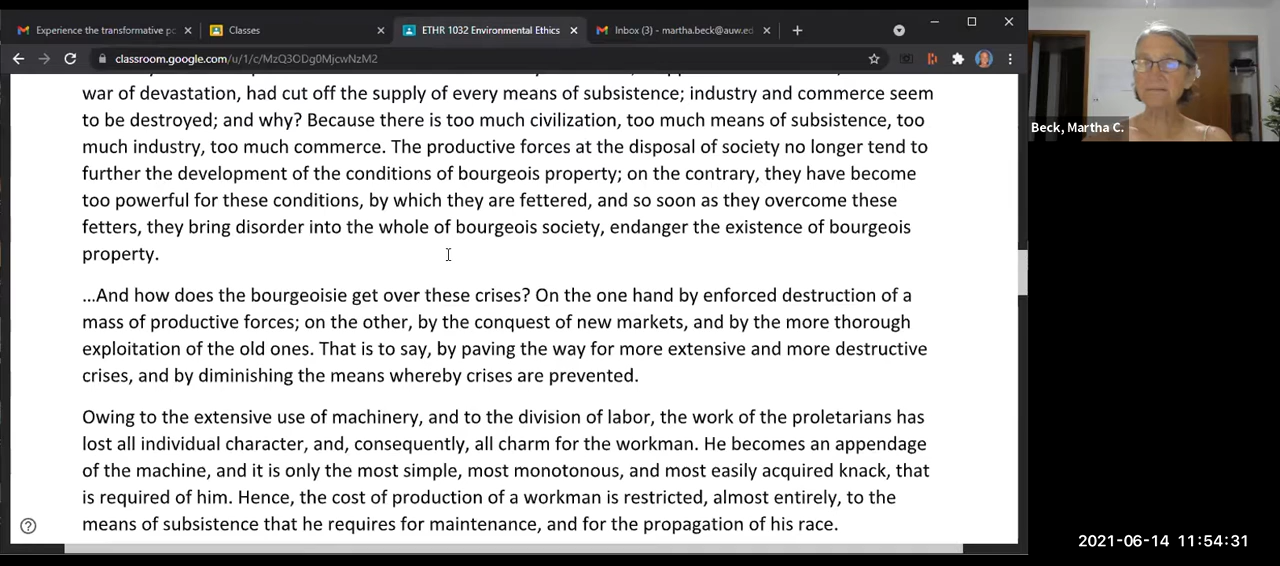 Experience the transformative pc
Classes
ETHR 1032 Environmental Ethics
Inbox (3) - martha.beck@auw.ed
classroom.google.com/u/1/c/MzQ3ODg0MjcwNzM2
war of devastation, had cut off the supply of every means of subsistence; industry and commerce seem
to be destroyed; and why? Because there is too much civilization, too much means of subsistence, too
much industry, too much commerce. The productive forces at the disposal of society no longer tend to
further the development of the conditions of bourgeois property; on the contrary, they have become
too powerful for these conditions, by which they are fettered, and so soon as they overcome these
fetters, they bring disorder into the whole of bourgeois society, endanger the existence of bourgeois
property.
…And how does the bourgeoisie get over these crises? On the one hand by enforced destruction of a
mass of productive forces; on the other, by the conquest of new markets, and by the more thorough
exploitation of the old ones. That is to say, by paving the way for more extensive and more destructive
crises, and by diminishing the means whereby crises are prevented.
Owing to the extensive use of machinery, and to the division of labor, the work of the proletarians has
lost all individual character, and, consequently, all charm for the workman. He becomes an appendage
of the machine, and it is only the most simple, most monotonous, and most easily acquired knack, that
is required of him. Hence, the cost of production of a workman is restricted, almost entirely, to the
means of subsistence that he requires for maintenance, and for the propagation of his race.
Beck, Martha C.
2021-06-14 11:54:31